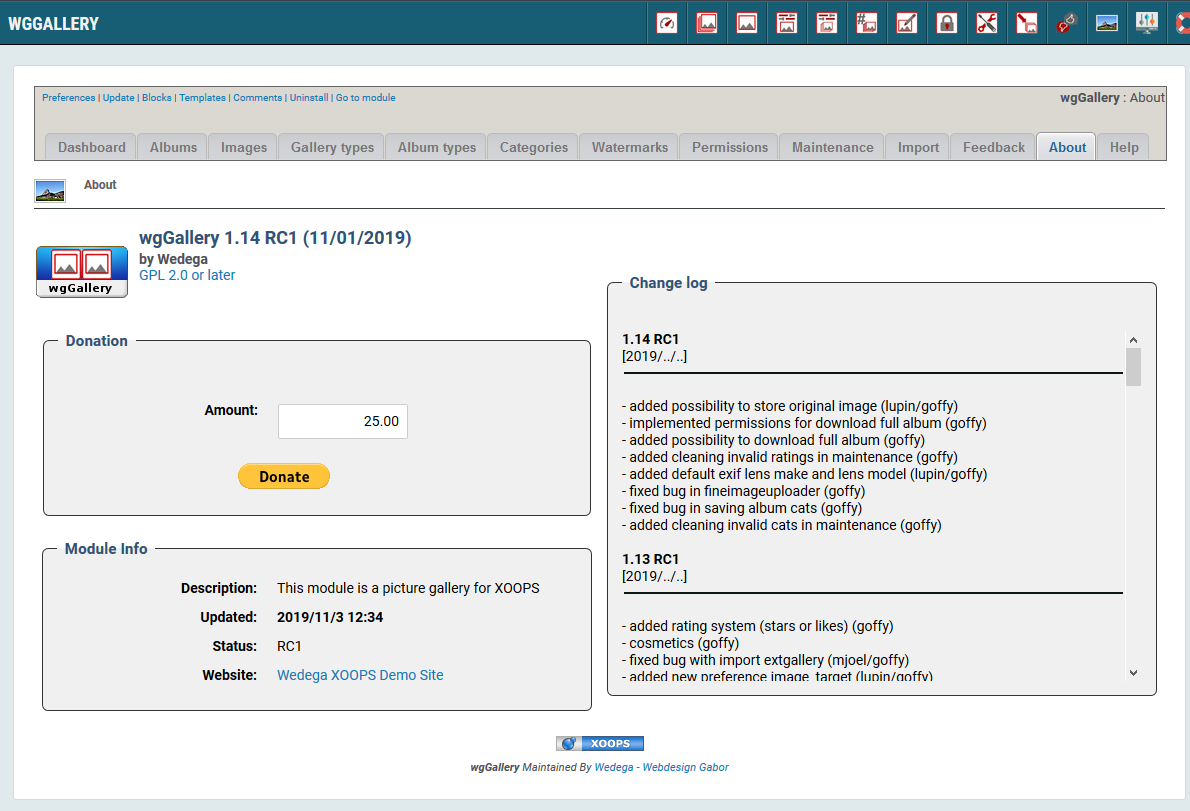 WGGALLERY
Preferences | Update | Blocks | Templates | Comments | Uninstall | Go to module
wgGallery : About
Dashboard Albums Images Gallery types Album types Categories Watermarks Permissions Maintenance Import Feedback About Help
About
wgGallery 1.14 RC1 (11/01/2019)
by Wedega
GPL 2.0 or later
wgGallery
Donation
Amount: 25.00
Donate
Module Info
Description: This module is a picture gallery for XOOPS
Updated: 2019/11/3 12:34
Status: RC1
Website: Wedega XOOPS Demo Site
Change log
1.14 RC1
[2019/../..]
- added possibility to store original image (lupin/goffy)
- implemented permissions for download full album (goffy)
- added possibility to download full album (goffy)
- added cleaning invalid ratings in maintenance (goffy)
- added default exif lens make and lens model (lupin/goffy)
- fixed bug in fineimageuploader (goffy)
- fixed bug in saving album cats (goffy)
- added cleaning invalid cats in maintenance (goffy)
1.13 RC1
[2019/../..]
- added rating system (stars or likes) (goffy)
- cosmetics (goffy)
- fixed bug with import extgallery (mjoel/goffy)
- added new preference image_target (lupin/goffy)
XOOPS
wgGallery Maintained By Wedega - Webdesign Gabor